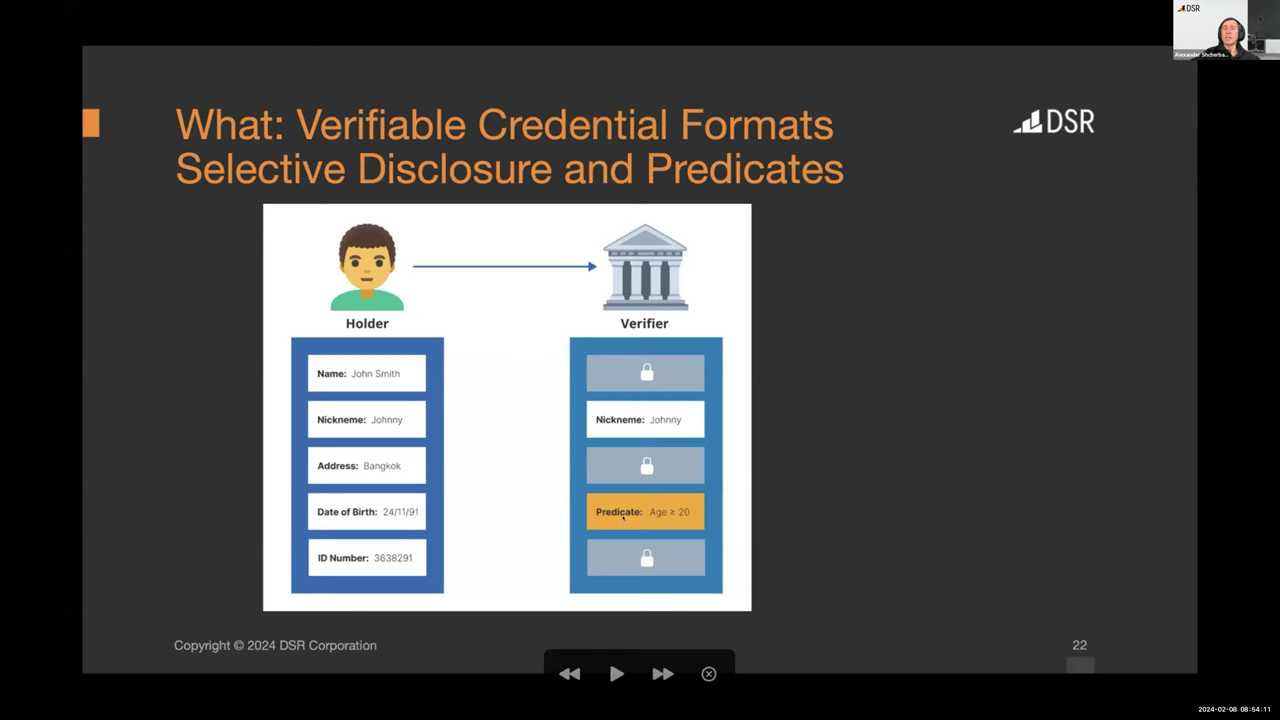 DSR
Alexander Shcherba...
What: Verifiable Credential Formats
Selective Disclosure and Predicates
DSR
Holder
Verifier
Name: John Smith
Nickneme: Johnny
Nickneme: Johnny
Address: Bangkok
Date of Birth: 24/11/91
Predicate: Age ≥ 20
ID Number: 3638291
Copyright © 2024 DSR Corporation
22
2024-02-08 08:54:11